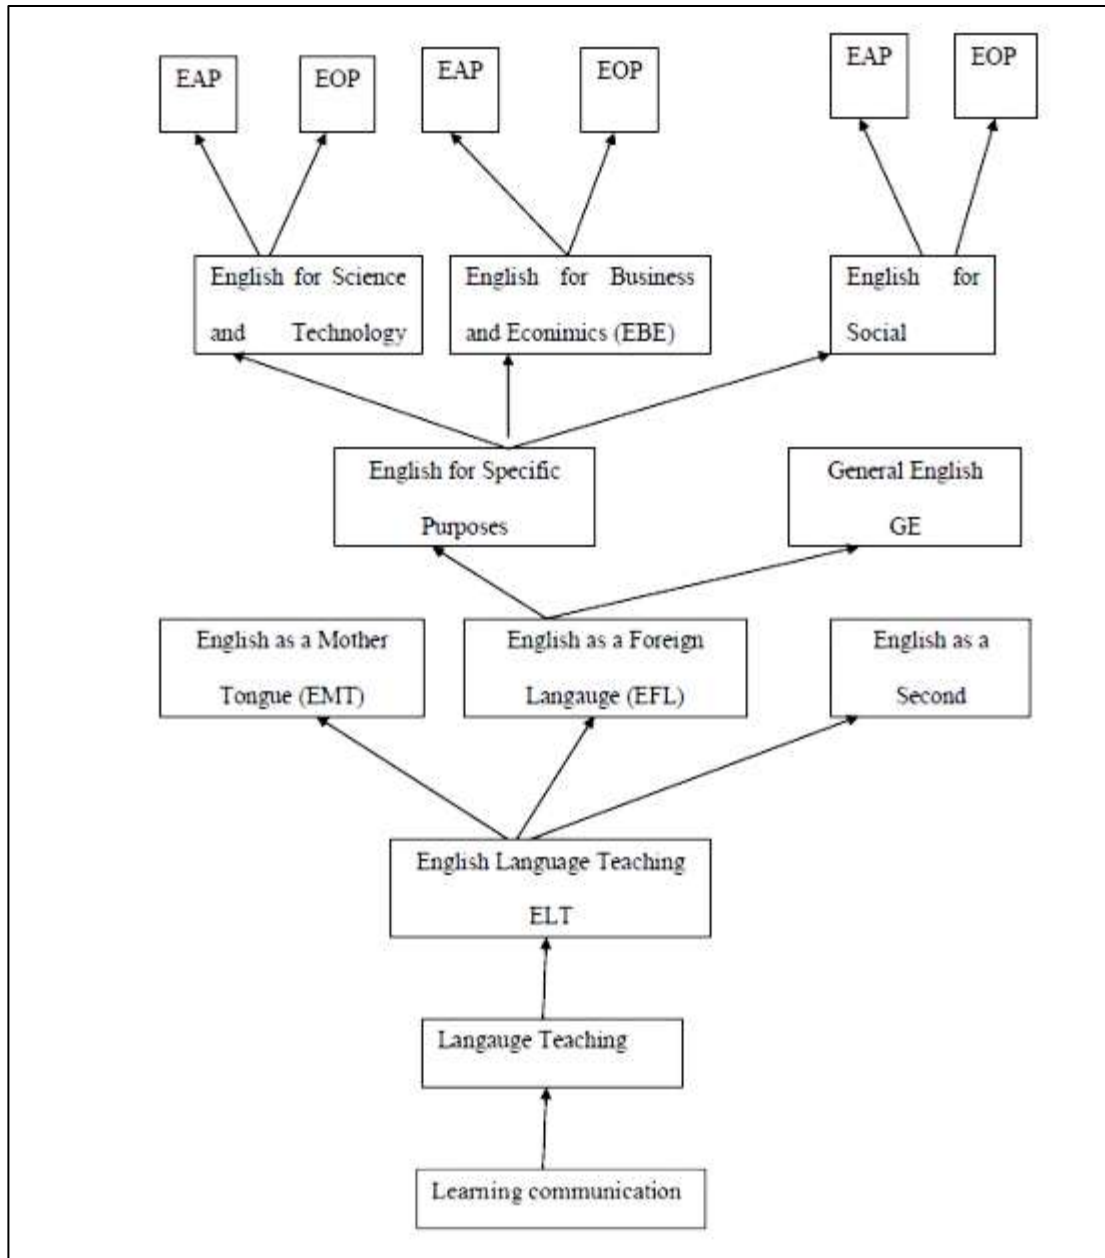 EAP
EOP
EAP
EOP
EAP
EOP
English for Science
and Technology
English for Business
and Econimics (EBE)
English for
Social
English for Specific
Purposes
General English
GE
English as a Mother
Tongue (EMT)
English as a Foreign
Langauge (EFL)
English as a
Second
English Language Teaching
ELT
Langauge Teaching
Learning communication